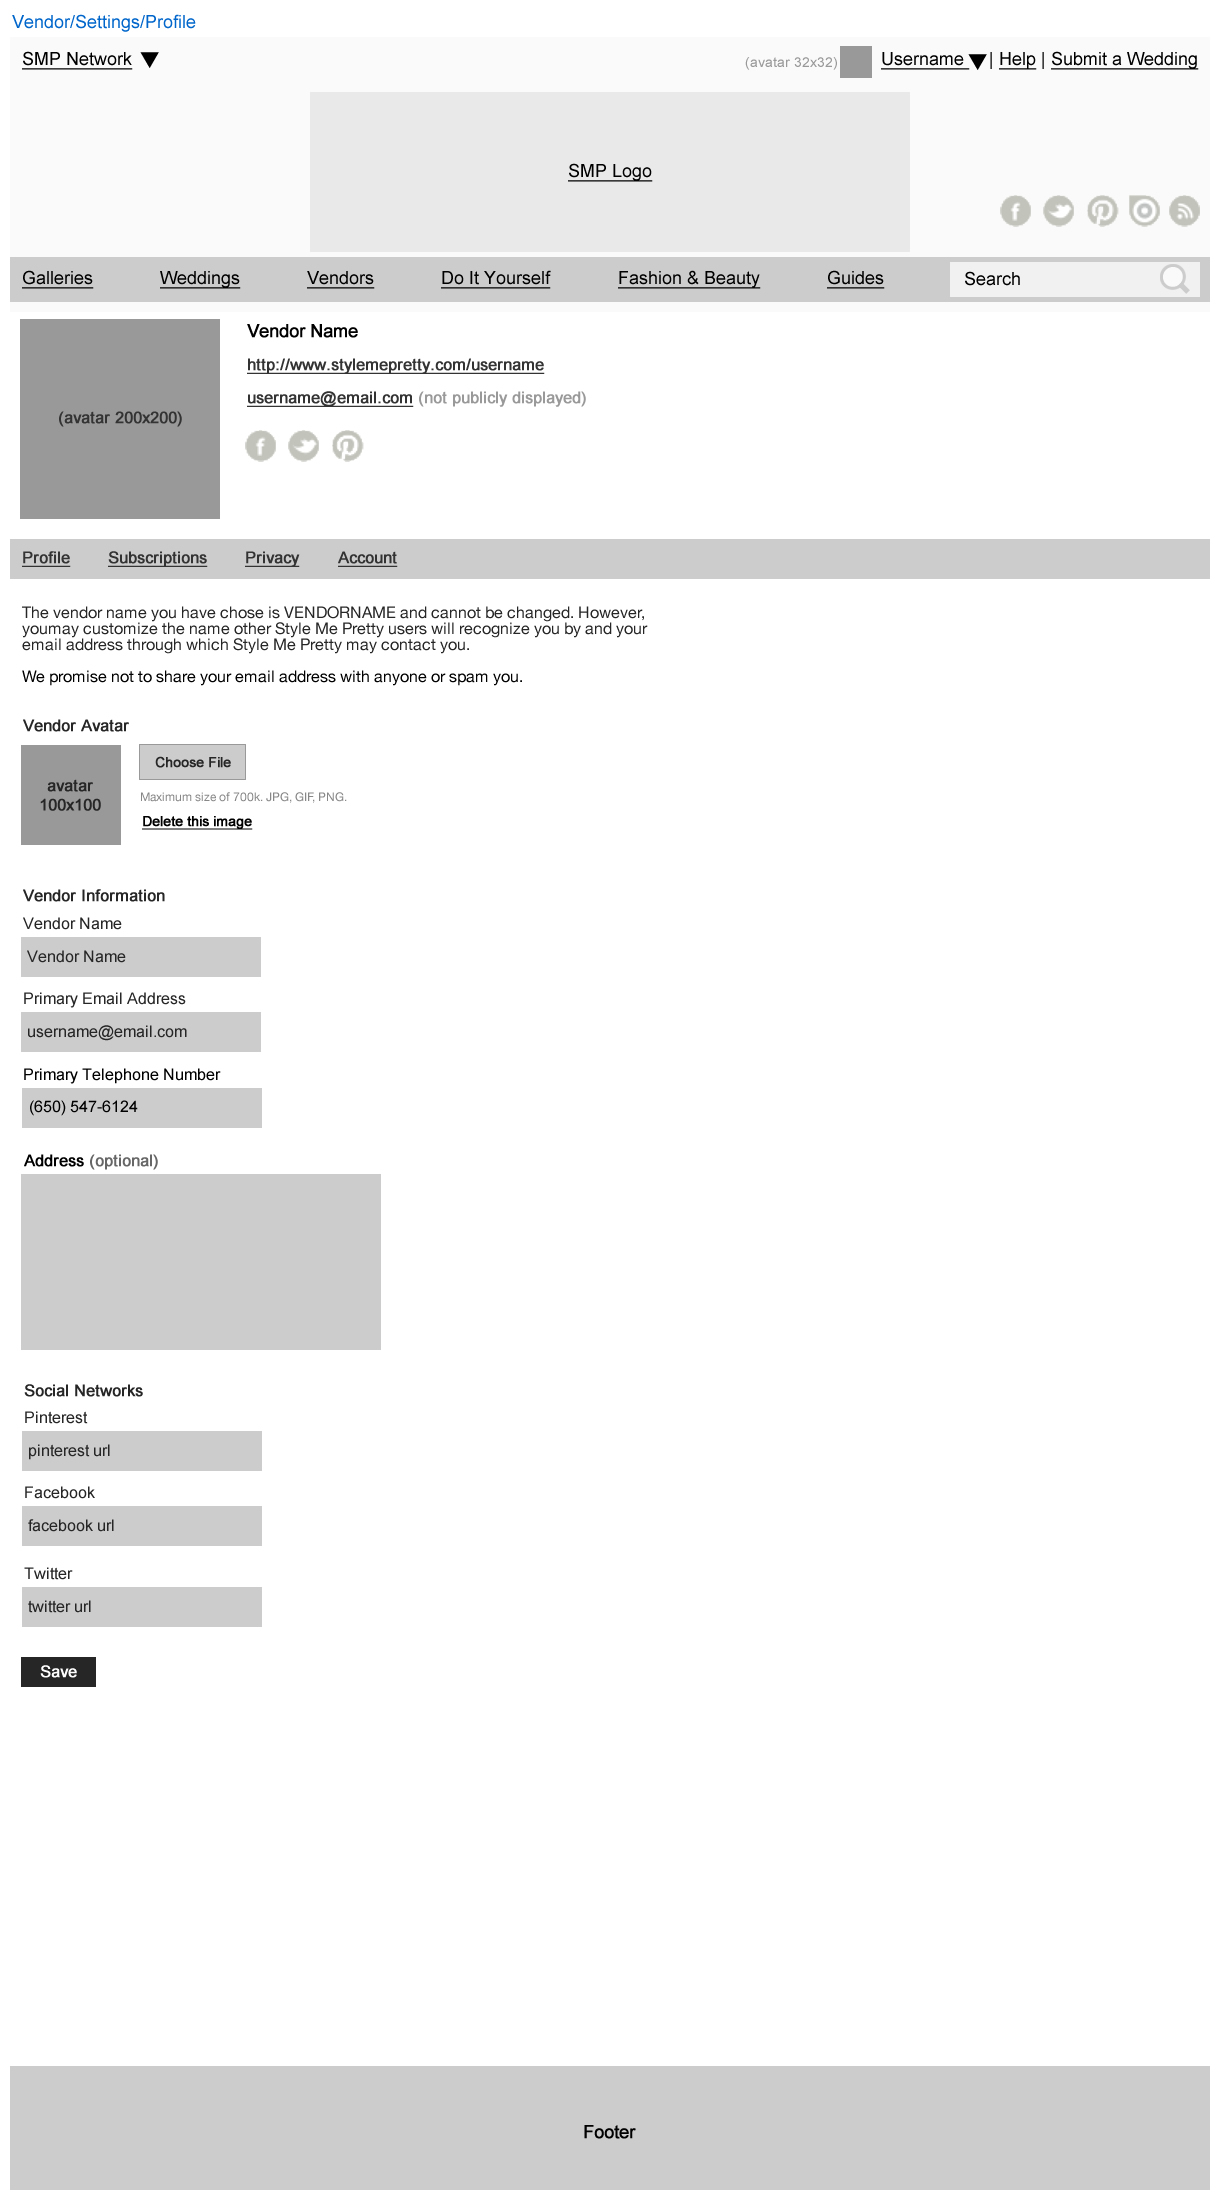 Vendor/Settings/Profile
SMP Network
(avatar 32x32) Username | Help | Submit a Wedding
SMP Logo
Galleries Weddings Vendors Do It Yourself Fashion & Beauty Guides Search
(avatar 200x200)
Vendor Name
http://www.stylemepretty.com/username
username@email.com (not publicly displayed)
Profile Subscriptions Privacy Account
The vendor name you have chose is VENDORNAME and cannot be changed. However,
youmay customize the name other Style Me Pretty users will recognize you by and your
email address through which Style Me Pretty may contact you.
We promise not to share your email address with anyone or spam you.
Vendor Avatar
avatar
100x100
Choose File
Maximum size of 700k. JPG, GIF, PNG.
Delete this image
Vendor Information
Vendor Name
Vendor Name
Primary Email Address
username@email.com
Primary Telephone Number
(650) 547-6124
Address (optional)
Social Networks
Pinterest
pinterest url
Facebook
facebook url
Twitter
twitter url
Save
Footer